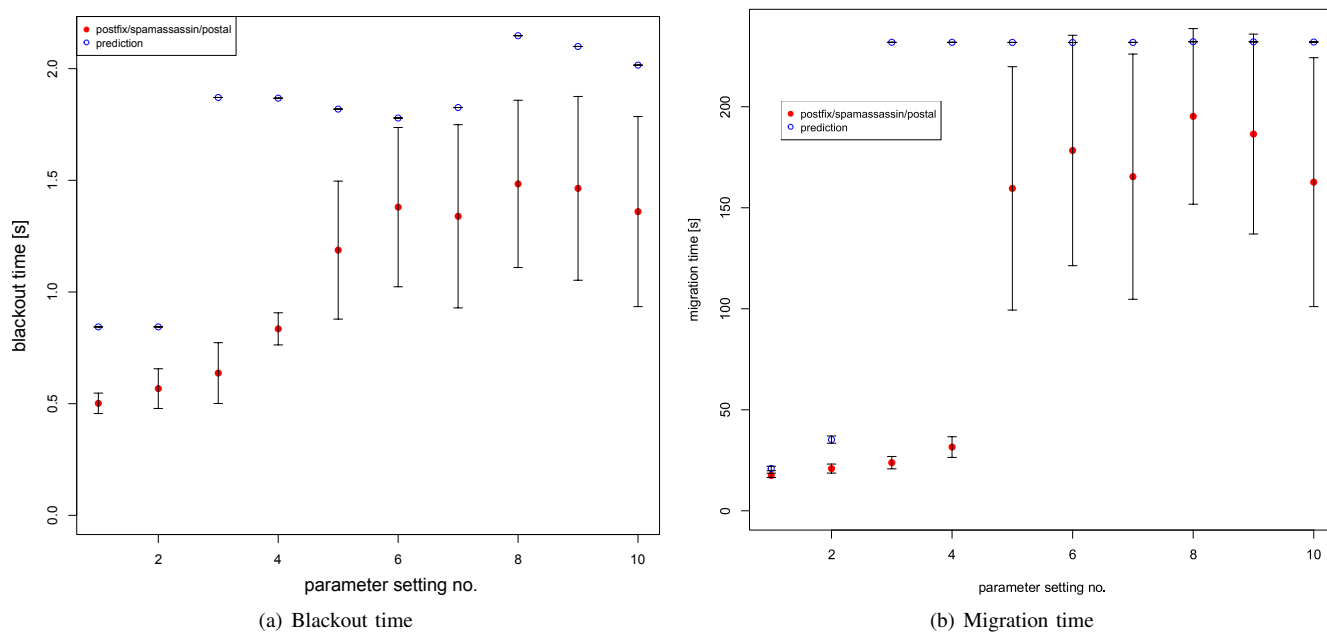 postfix/spamassassin/postal
prediction
2.0
1.5
1.0
0.5
0.0
blackout time [s]
2 4 6 8 10
parameter setting no.
(a) Blackout time
postfix/spamassassin/postal
prediction
200
150
100
50
0
migration time [s]
2 4 6 8 10
parameter setting no.
(b) Migration time